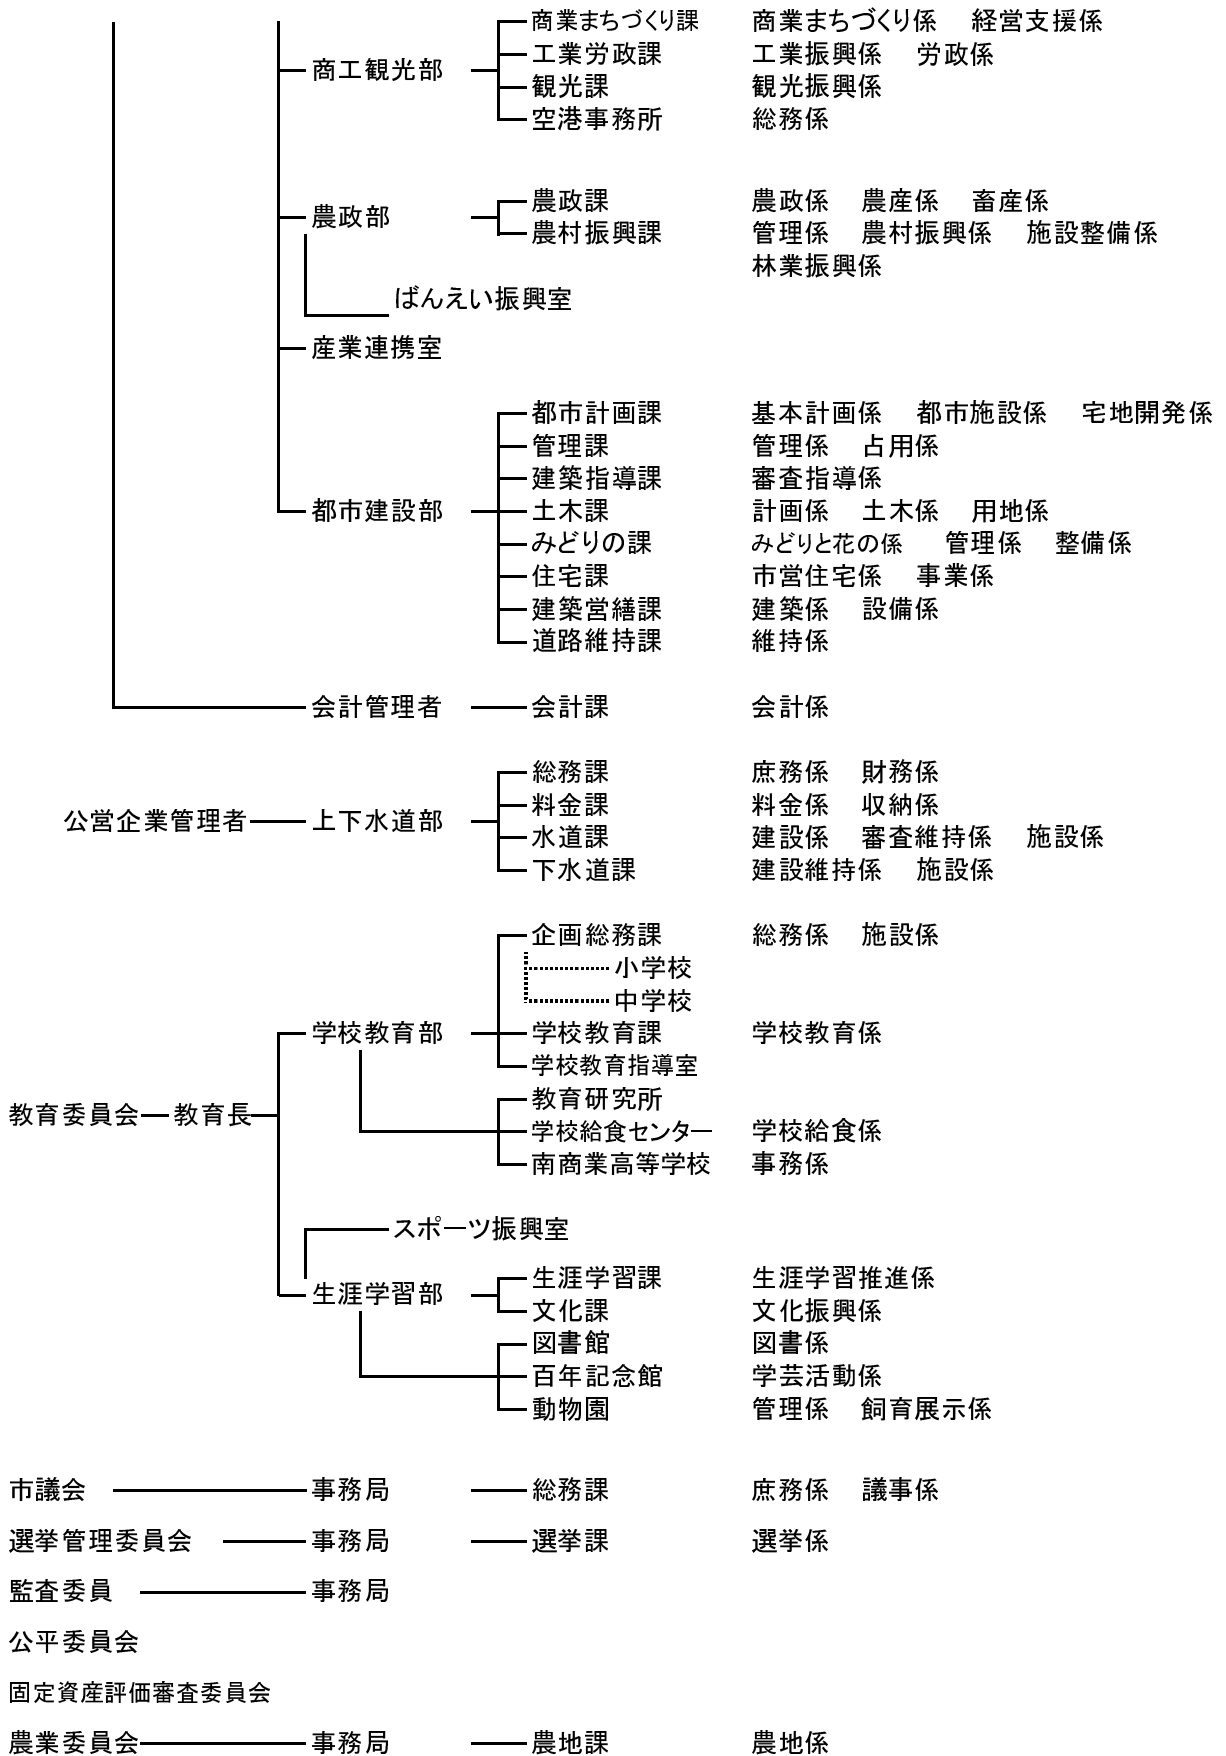 商業まちづくり課 商業まちづくり係 経営支援係
工業労政課 工業振興係 労政係
商工観光部
観光課 観光振興係
空港事務所 総務係
農政課 農政係 農産係 畜産係
農政部
農村振興課 管理係 農村振興係 施設整備係
林業振興係
ばんえい振興室
産業連携室
都市計画課 基本計画係 都市施設係 宅地開発係
管理課 管理係 占用係
建築指導課 審査指導係
都市建設部 土木課 計画係 土木係 用地係
みどりの課 みどりと花の係 管理係 整備係
住宅課 市営住宅係 事業係
建築営繕課 建築係 設備係
道路維持課 維持係
会計管理者 会計課 会計係
総務課 庶務係 財務係
料金課 料金係 収納係
公営企業管理者 上下水道部
水道課 建設係 審査維持係 施設係
下水道課 建設維持係 施設係
企画総務課 総務係 施設係
小学校
中学校
学校教育部 学校教育課 学校教育係
学校教育指導室
教育研究所
教育委員会 教育長
学校給食センター 学校給食係
南商業高等学校 事務係
スポーツ振興室
生涯学習課 生涯学習推進係
生涯学習部
文化課 文化振興係
図書館 図書係
百年記念館 学芸活動係
動物園 管理係 飼育展示係
市議会 事務局 総務課 庶務係 議事係
選挙管理委員会 事務局 選挙課 選挙係
監査委員 事務局
公平委員会
固定資産評価審査委員会
農業委員会 事務局 農地課 農地係